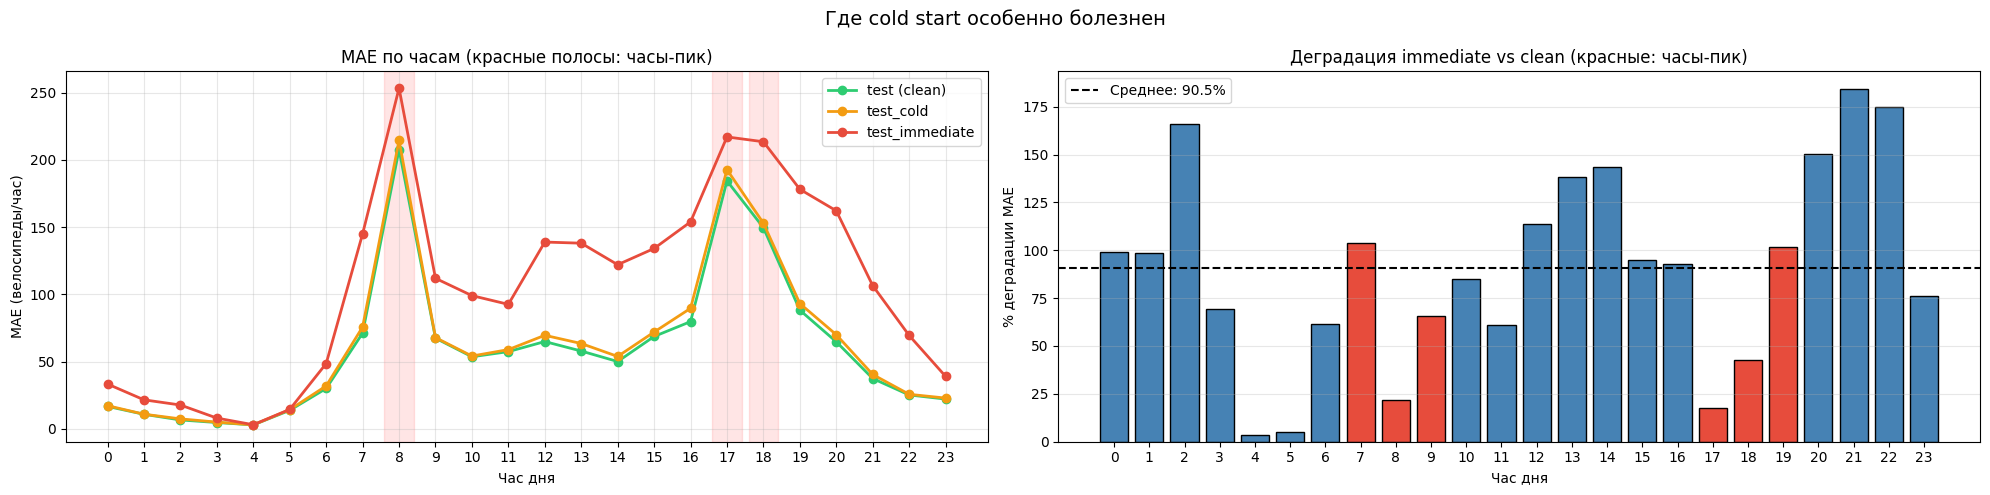 Где cold start особенно болезнен
MAE по часам (красные полосы: часы-пик)
MAE (велосипеды/час)
250
200
150
100
50
0
test (clean)
test_cold
test_immediate
0 1 2 3 4 5 6 7 8 9 10 11 12 13 14 15 16 17 18 19 20 21 22 23
Час дня
Деградация immediate vs clean (красные: часы-пик)
% деградации MAE
175
150
125
100
75
50
25
0
Среднее: 90.5%
0 1 2 3 4 5 6 7 8 9 10 11 12 13 14 15 16 17 18 19 20 21 22 23
Час дня